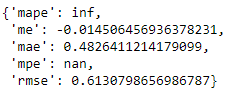 {'mape': inf,
'me': -0.014506456936378231,
'mae': 0.4826411214179099,
'mpe': nan,
'rmse': 0.6130798656986787}